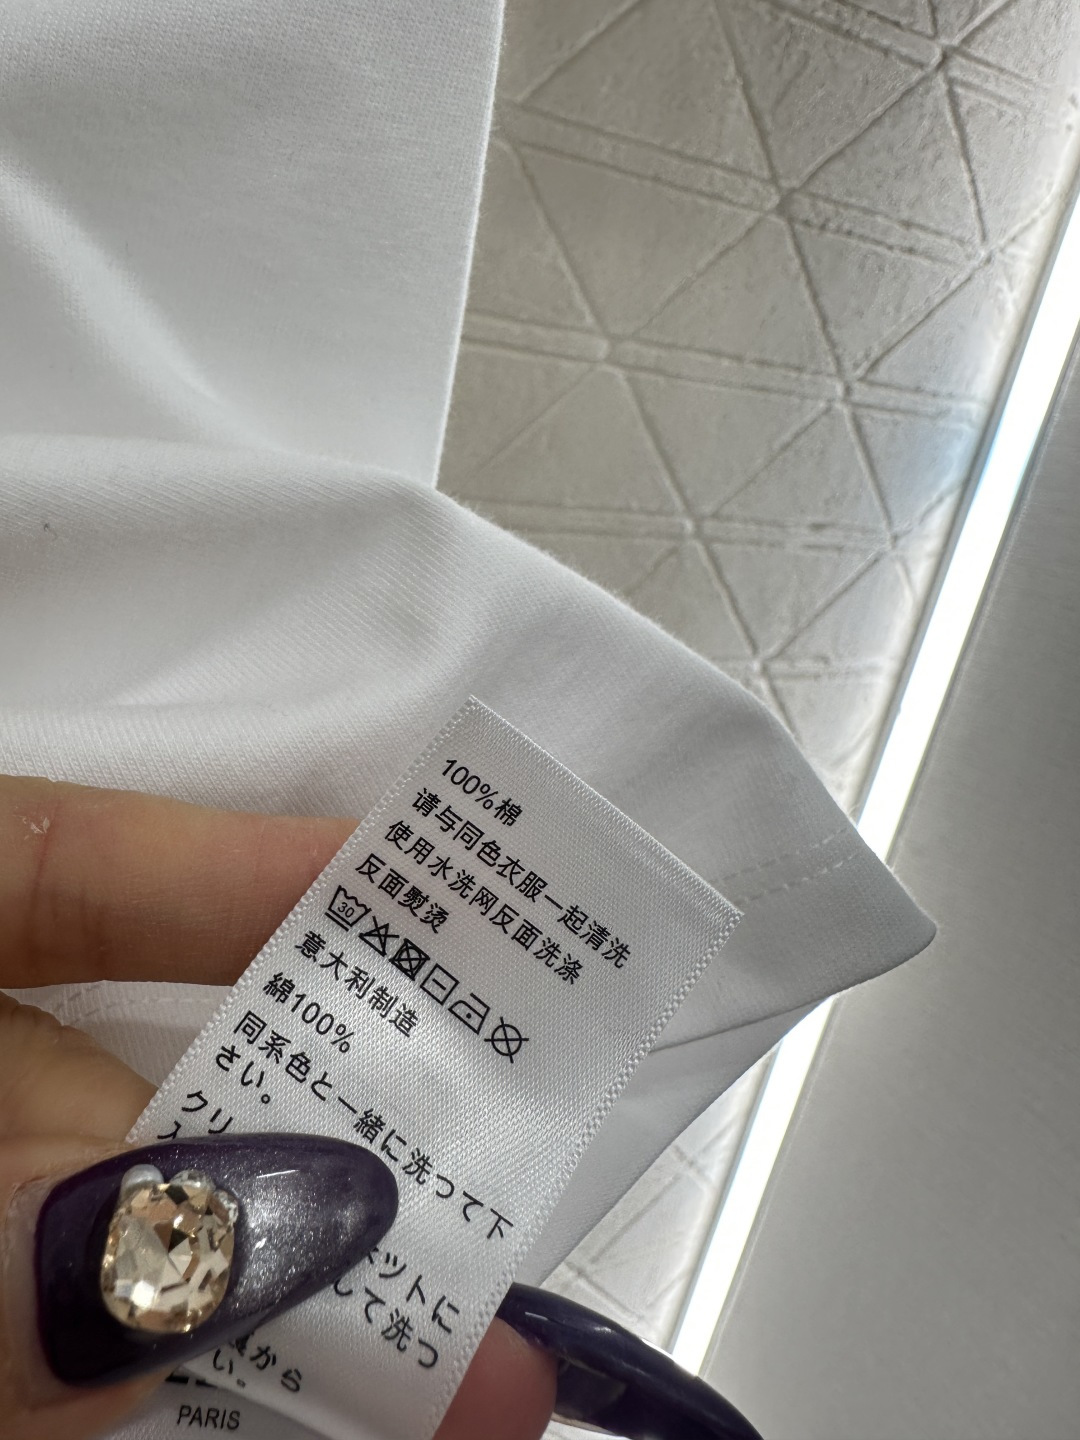 100%棉
请与同色衣服一起清洗
使用水洗网反面洗涤
反面熨烫
30
意大利制造
綿100%
同系色と一緒に洗って下
さい。
クリ
ットに
して洗つ
から
い。
PARIS